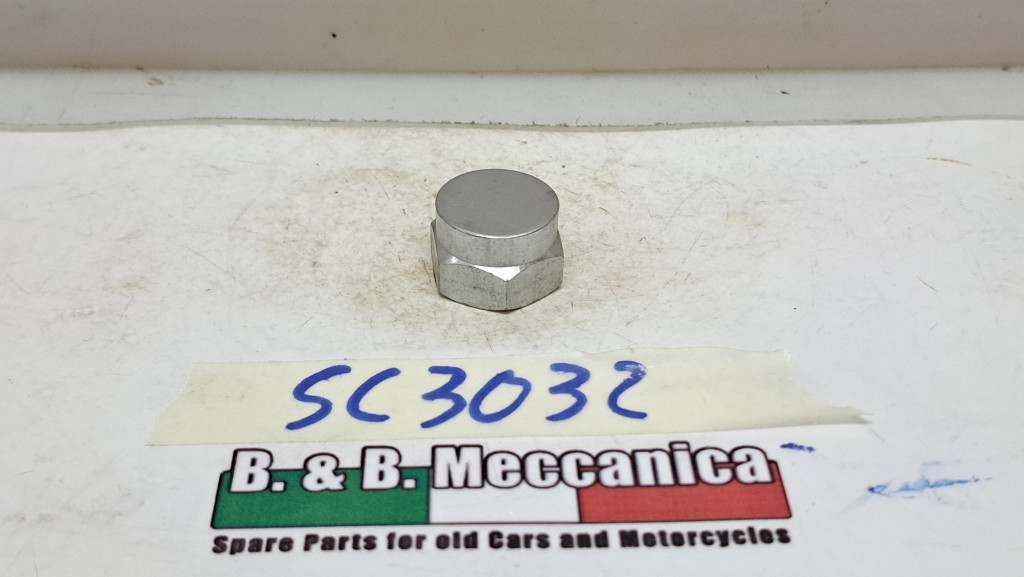 SC3032
B. & B. Meccanica
Spare Parts for old Cars and Motorcycles